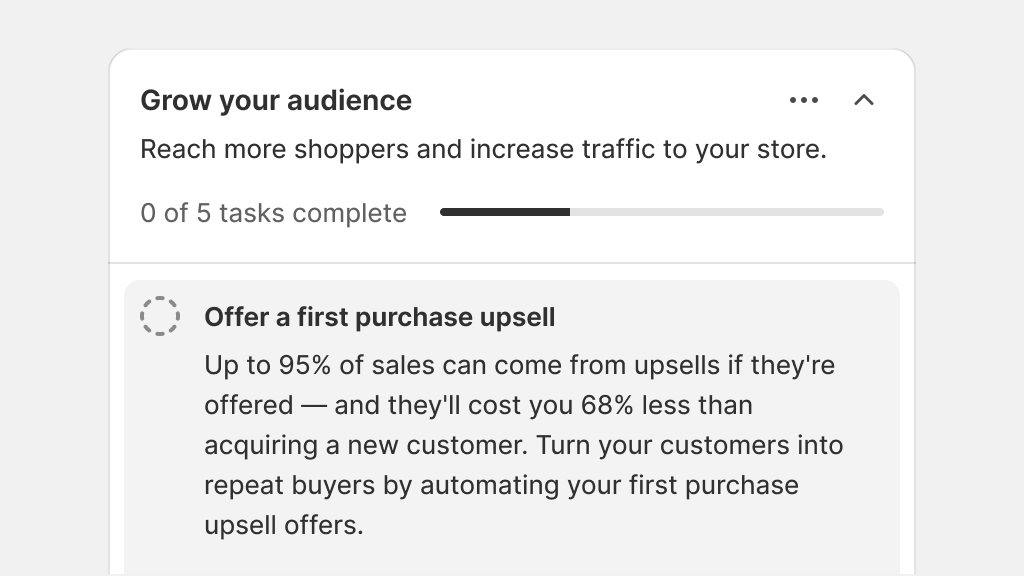 Grow your audience
Reach more shoppers and increase traffic to your store.
0 of 5 tasks complete
Offer a first purchase upsell
Up to 95% of sales can come from upsells if they're
offered — and they'll cost you 68% less than
acquiring a new customer. Turn your customers into
repeat buyers by automating your first purchase
upsell offers.